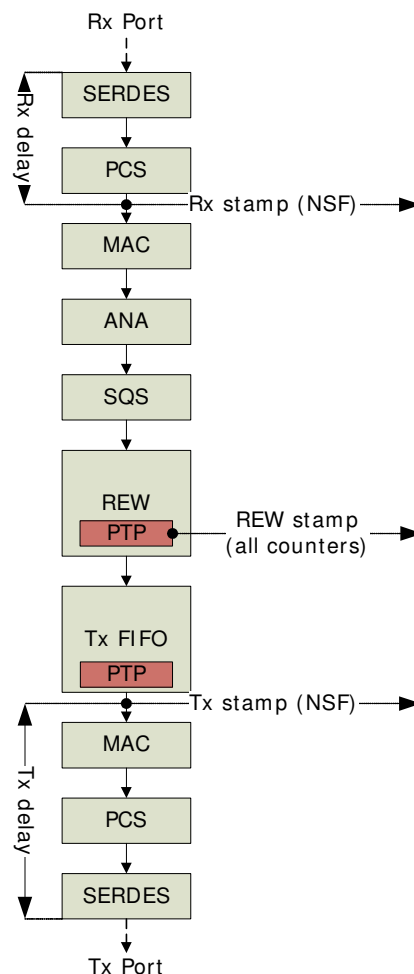 Rx Port
SERDES
Rx delay
PCS
Rx stamp (NSF)
MAC
ANA
SQS
REW
PTP
REW stamp
(all counters)
Tx FIFO
PTP
Tx stamp (NSF)
MAC
Tx delay
PCS
SERDES
Tx Port